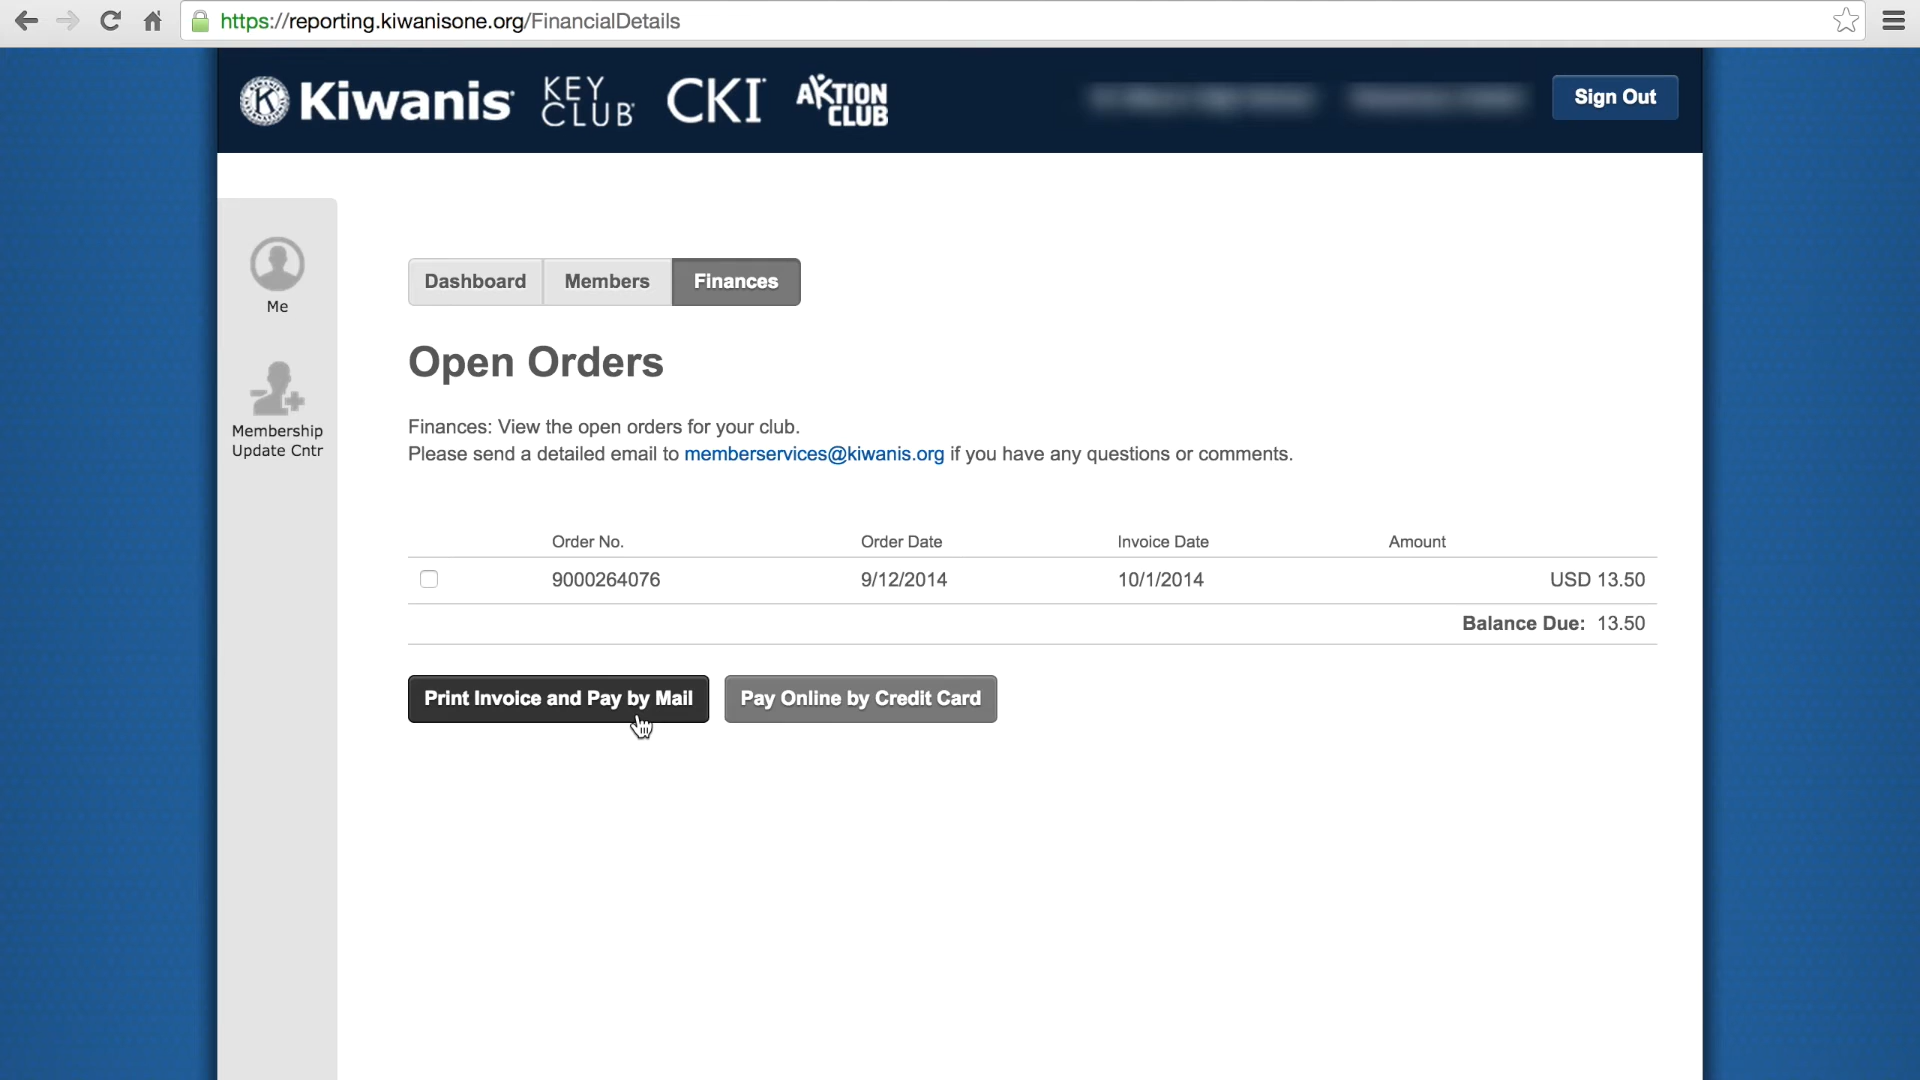 https://reporting.kiwanisone.org/FinancialDetails
K Kiwanis KEY CLUB CKI AKTION CLUB
Sign Out
Me
Membership
Update Cntr
Dashboard Members Finances
Open Orders
Finances: View the open orders for your club.
Please send a detailed email to memberservices@kiwanis.org if you have any questions or comments.
Order No. Order Date Invoice Date Amount
9000264076 9/12/2014 10/1/2014 USD 13.50
Balance Due: 13.50
Print Invoice and Pay by Mail Pay Online by Credit Card